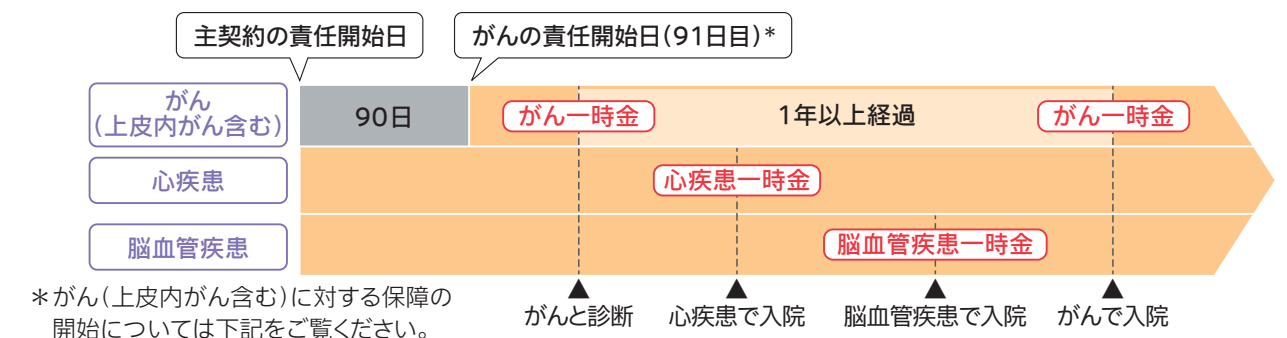 主契約の責任開始日
がんの責任開始日(91日目)*
がん
(上皮内がん含む)
90日
がん一時金
1年以上経過
がん一時金
心疾患
心疾患一時金
脳血管疾患
脳血管疾患一時金
がんと診断
心疾患で入院
脳血管疾患で入院
がんで入院
*がん(上皮内がん含む)に対する保障の
開始については下記をご覧ください。